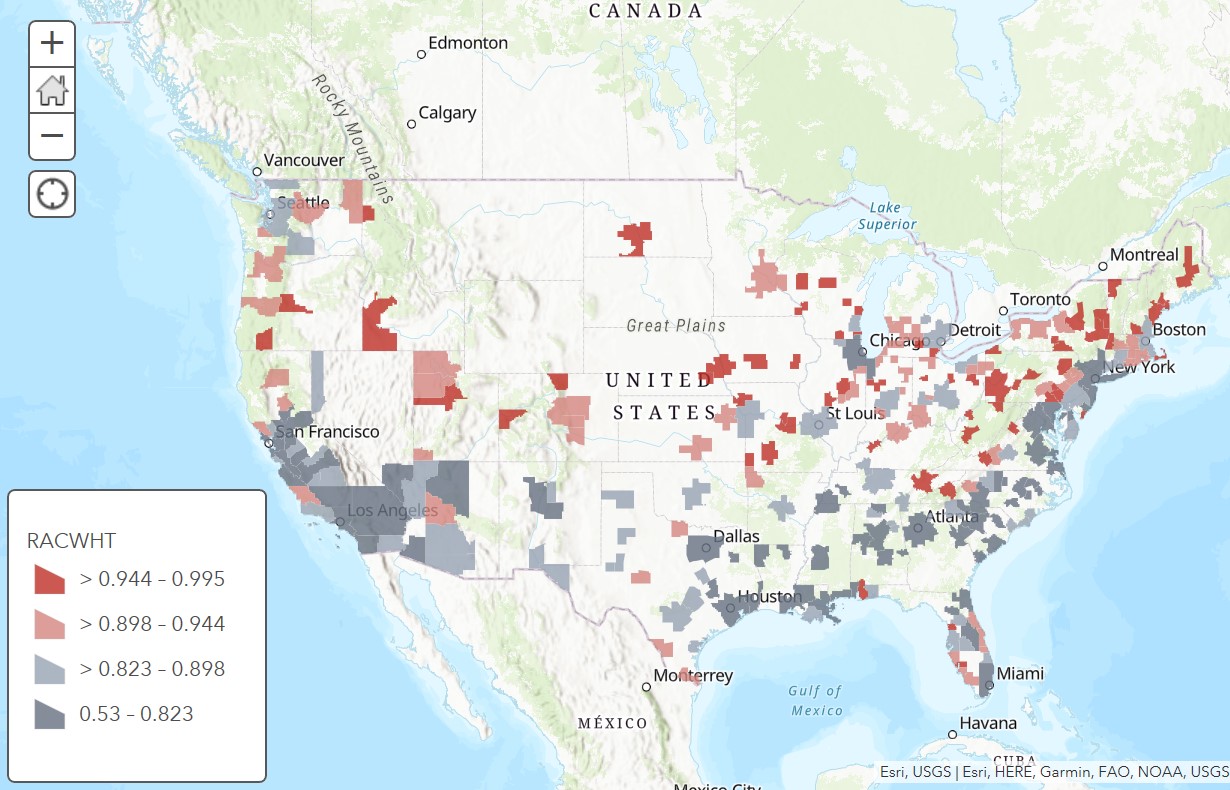 CANADA
+
Edmonton
Rocky Mountains
Calgary
−
Vancouver
Seattle
Lake
Superior
Montreal
Toronto
Great Plains
Detroit
Boston
Chicago
New York
UNITED
STATES
St Louis
San Francisco
Los Angeles
Atlanta
Dallas
Houston
Monterrey
Miami
Gulf of
Mexico
MÉXICO
Havana
CUBA
Mexico City
RACWHT
> 0.944 – 0.995
> 0.898 – 0.944
> 0.823 – 0.898
0.53 – 0.823
Esri, USGS | Esri, HERE, Garmin, FAO, NOAA, USGS